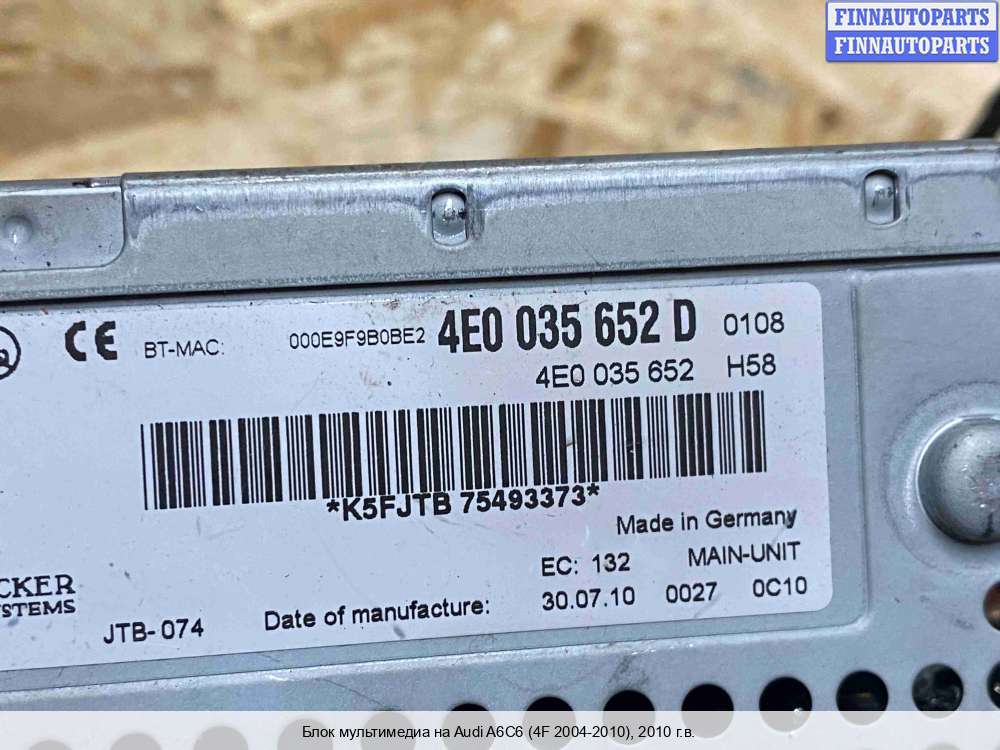 FINNAUTOPARTS
FINNAUTOPARTS
CE BT-MAC: 000E9F9B0BE2 4E0 035 652 D 0108
4E0 035 652 H58
*K5FJTB 75493373*
Made in Germany
EC: 132 MAIN-UNIT
JTB-074 Date of manufacture: 30.07.10 0027 0C10
Блок мультимедиа на Audi A6C6 (4F 2004-2010), 2010 г.в.